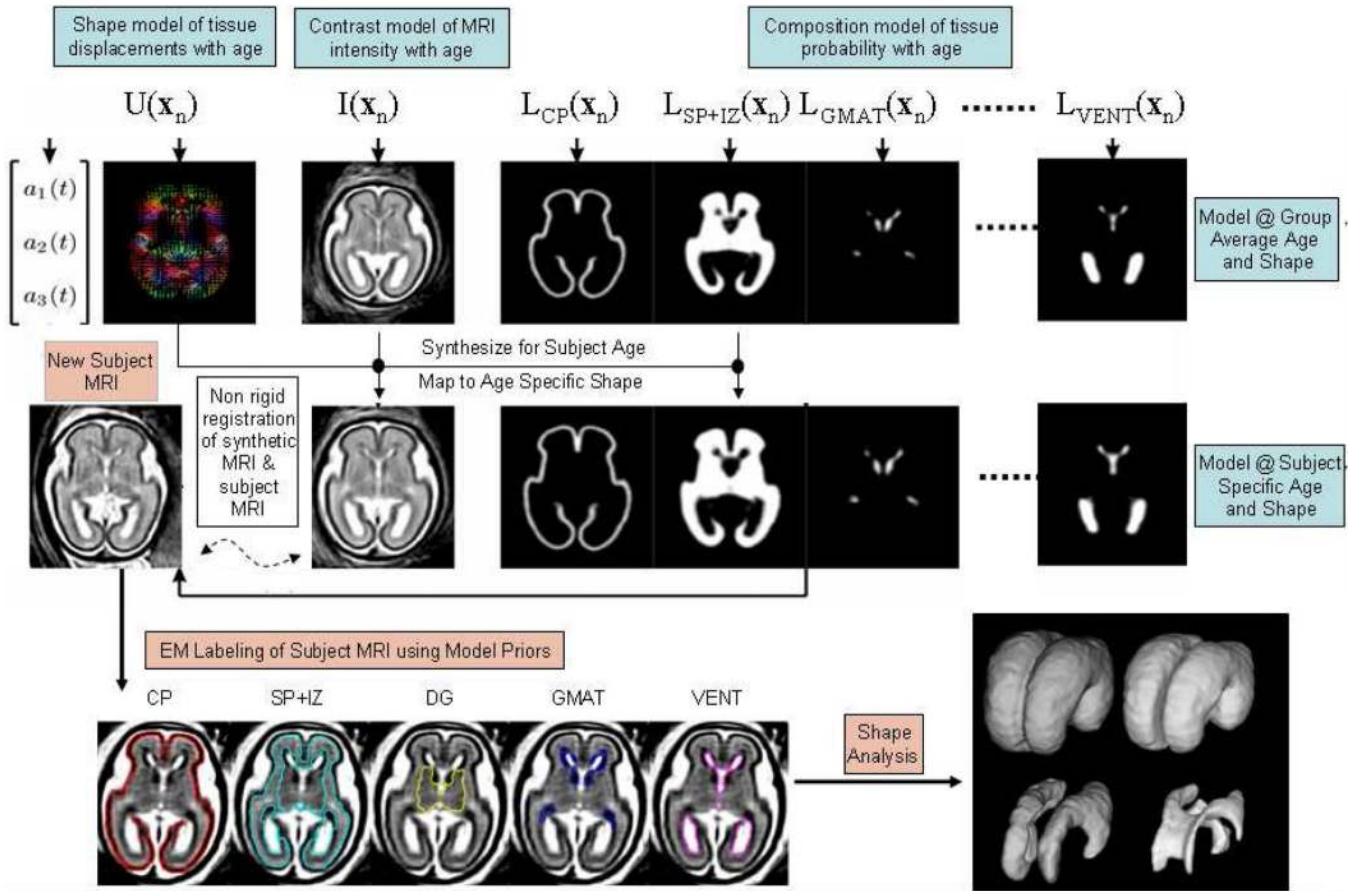 Shape model of tissue
displacements with age
Contrast model of MRI
intensity with age
Composition model of tissue
probability with age
U(xₙ)
I(xₙ)
L_CP(xₙ)
L_SP+IZ(xₙ)
L_GMAT(xₙ)
L_VENT(xₙ)
a₁(t)
a₂(t)
a₃(t)
Model @ Group
Average Age
and Shape
New Subject
MRI
Synthesize for Subject Age
Map to Age Specific Shape
Non rigid
registration
of synthetic
MRI &
subject
MRI
Model @ Subject
Specific Age
and Shape
EM Labeling of Subject MRI using Model Priors
CP
SP+IZ
DG
GMAT
VENT
Shape
Analysis